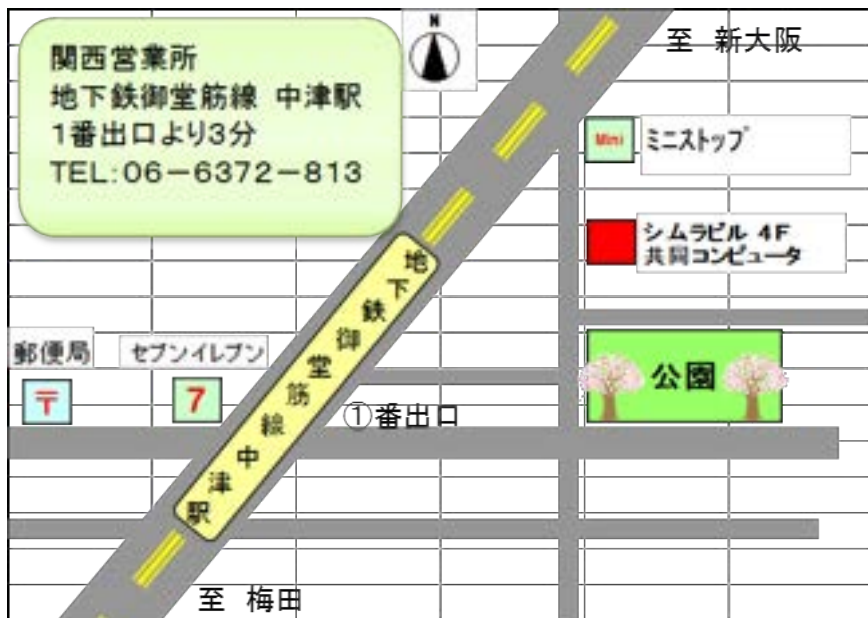 関西営業所
地下鉄御堂筋線 中津駅
1番出口より3分
TEL:06-6372-813
N
至 新大阪
Mini
ミニストップ
シムラビル 4F
共同コンピュータ
地下鉄御堂筋線中津駅
郵便局
セブンイレブン
〒
7
公園
①番出口
至 梅田